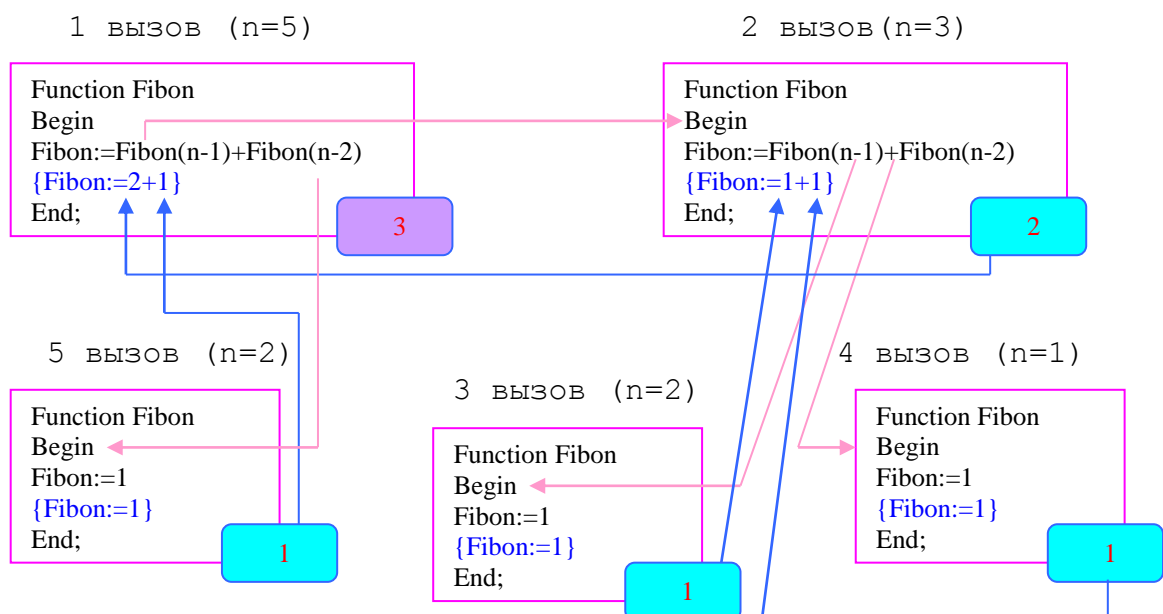 1 вызов (n=5)
Function Fibon
Begin
Fibon:=Fibon(n-1)+Fibon(n-2)
{Fibon:=2+1}
End;
3
2 вызов(n=3)
Function Fibon
Begin
Fibon:=Fibon(n-1)+Fibon(n-2)
{Fibon:=1+1}
End;
2
5 вызов (n=2)
Function Fibon
Begin
Fibon:=1
{Fibon:=1}
End;
1
3 вызов (n=2)
Function Fibon
Begin
Fibon:=1
{Fibon:=1}
End;
1
4 вызов (n=1)
Function Fibon
Begin
Fibon:=1
{Fibon:=1}
End;
1